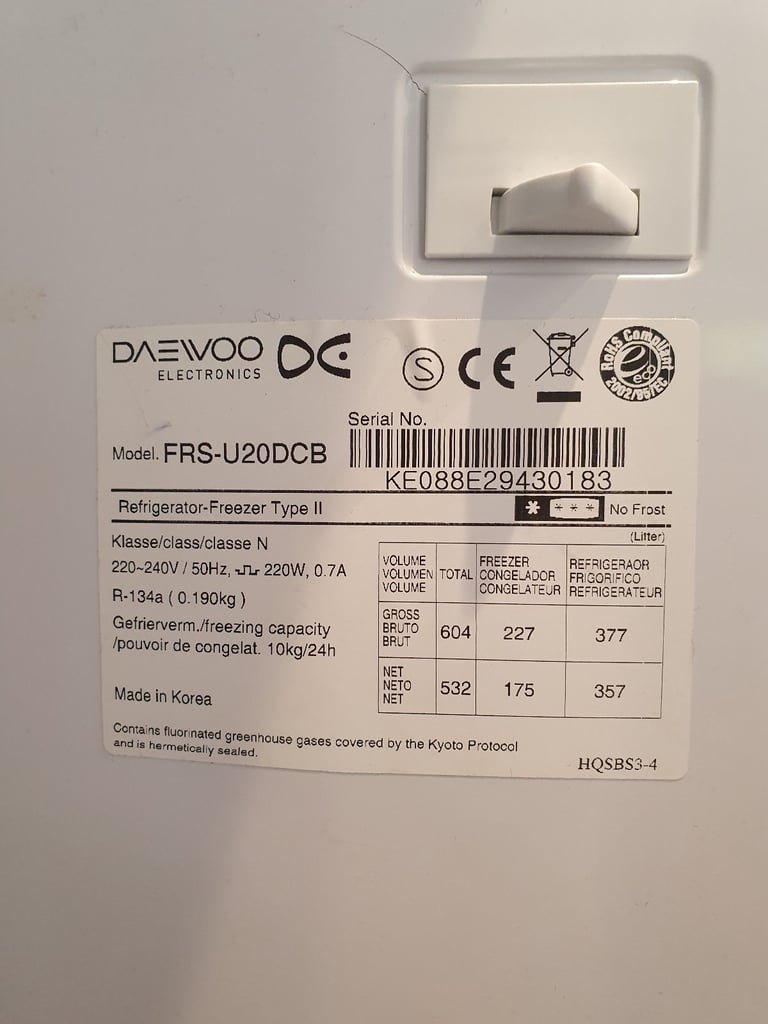 DAEWOO
ELECTRONICS
S CE
RoHS Compliant
eco
2002/95/EC
Serial No.
Model. FRS-U20DCB
KE088E29430183
Refrigerator-Freezer Type II
* *** No Frost
(Litter)
Klasse/class/classe N
220~240V / 50Hz, 220W, 0.7A
R-134a ( 0.190kg )
Gefrierverm./freezing capacity
/pouvoir de congelat. 10kg/24h
Made in Korea
VOLUME
VOLUMEN
VOLUME
TOTAL
FREEZER
CONGELADOR
CONGELATEUR
REFRIGERAOR
FRIGORIFICO
REFRIGERATEUR
GROSS
BRUTO
BRUT
604 227 377
NET
NETO
NET
532 175 357
Contains fluorinated greenhouse gases covered by the Kyoto Protocol
and is hermetically sealed.
HQSBS3-4